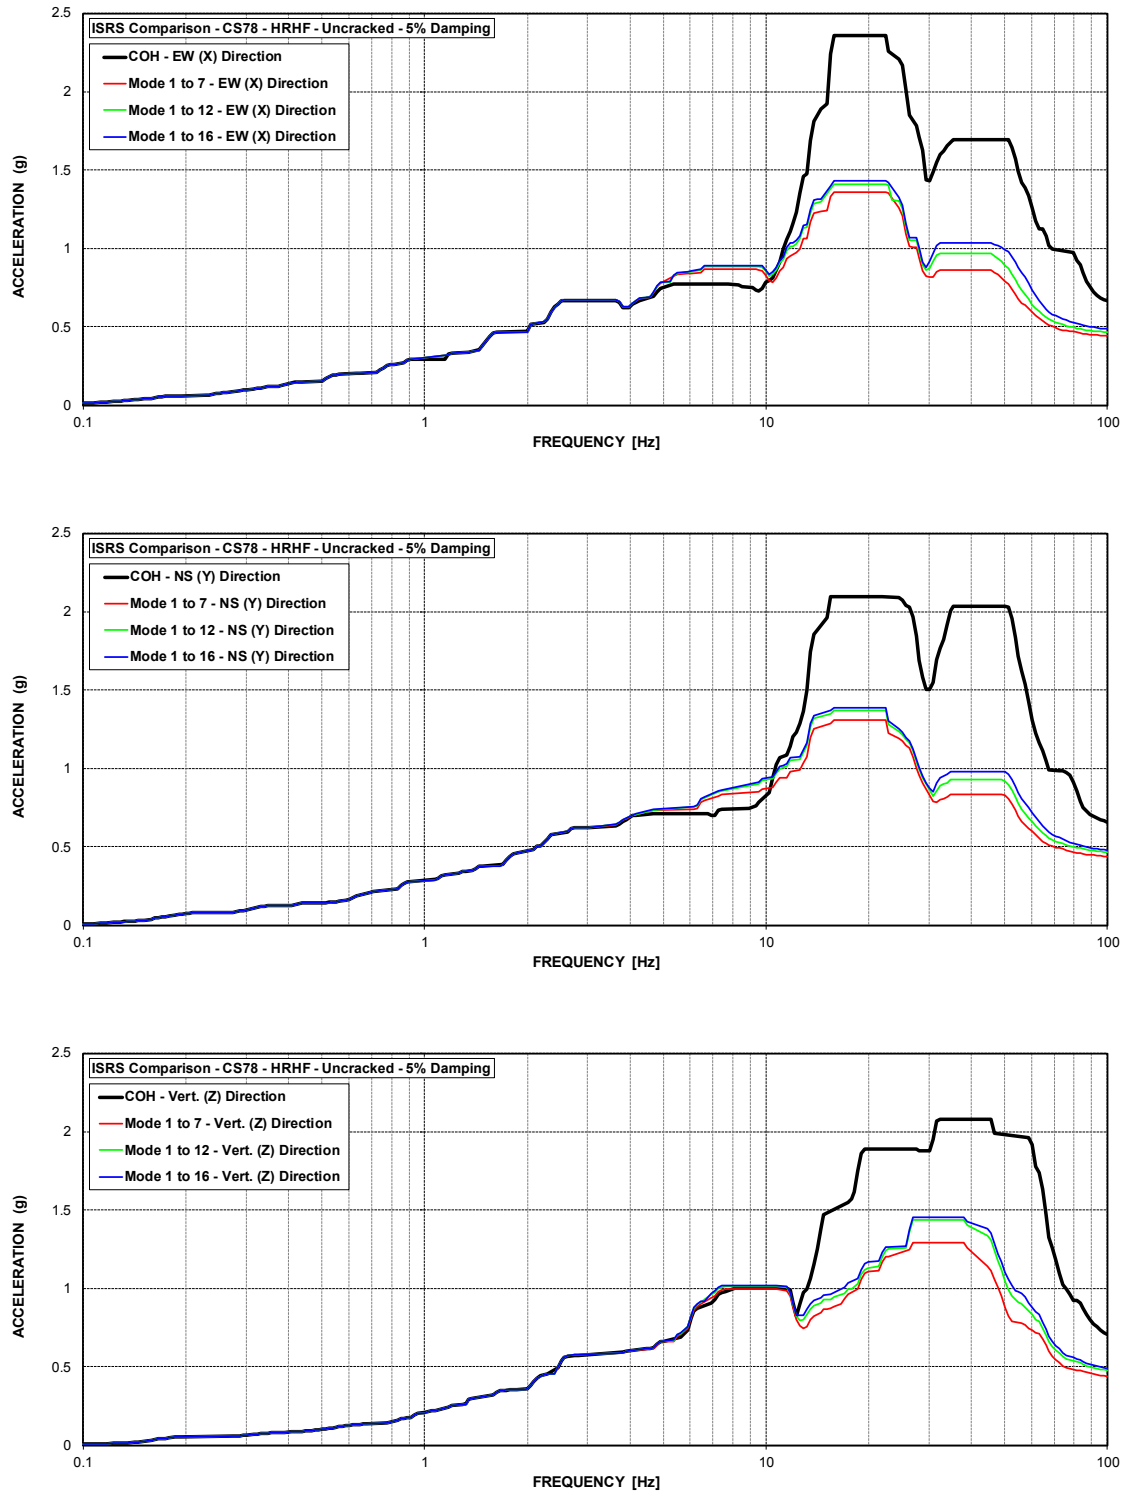 2.5
ISRS Comparison - CS78 - HRHF - Uncracked - 5% Damping
COH - EW (X) Direction
Mode 1 to 7 - EW (X) Direction
Mode 1 to 12 - EW (X) Direction
Mode 1 to 16 - EW (X) Direction
2
1.5
1
0.5
0
ACCELERATION (g)
0.1
1
10
100
FREQUENCY [Hz]
2.5
ISRS Comparison - CS78 - HRHF - Uncracked - 5% Damping
COH - NS (Y) Direction
Mode 1 to 7 - NS (Y) Direction
Mode 1 to 12 - NS (Y) Direction
Mode 1 to 16 - NS (Y) Direction
2
1.5
1
0.5
0
ACCELERATION (g)
0.1
1
10
100
FREQUENCY [Hz]
2.5
ISRS Comparison - CS78 - HRHF - Uncracked - 5% Damping
COH - Vert. (Z) Direction
Mode 1 to 7 - Vert. (Z) Direction
Mode 1 to 12 - Vert. (Z) Direction
Mode 1 to 16 - Vert. (Z) Direction
2
1.5
1
0.5
0
ACCELERATION (g)
0.1
1
10
100
FREQUENCY [Hz]